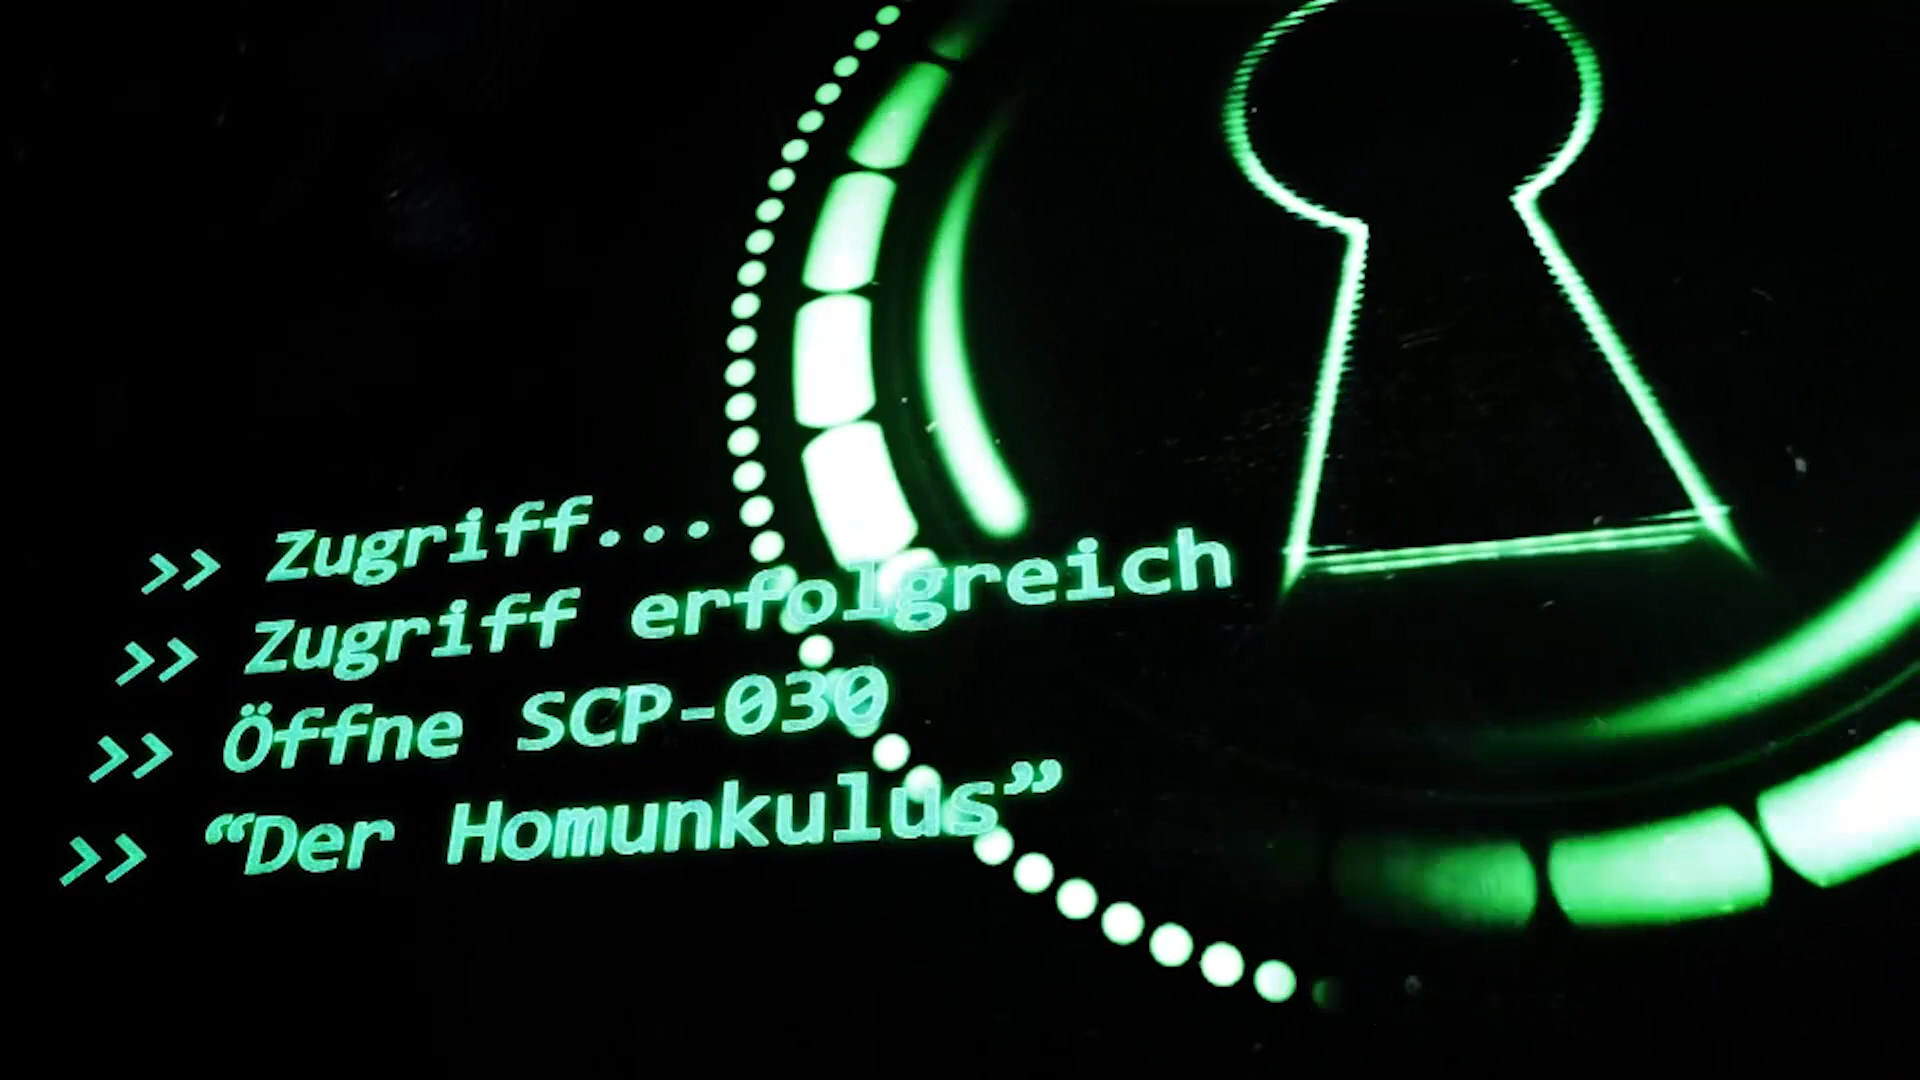 >> Zugriff...
>> Zugriff erfolgreich
>> Öffne SCP-030
>> “Der Homunkulus”